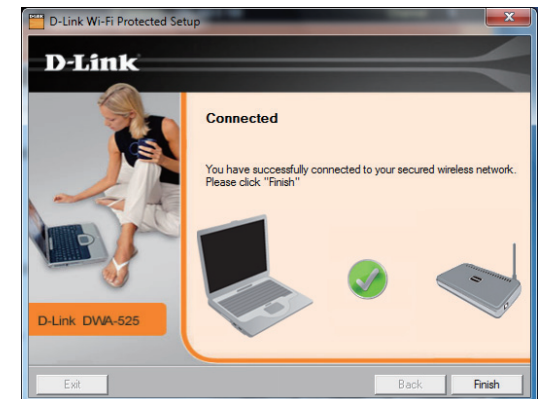 D-Link Wi-Fi Protected Setup
D-Link
Connected
You have successfully connected to your secured wireless network.
Please click "Finish"
D-Link DWA-525
Exit
Back
Finish